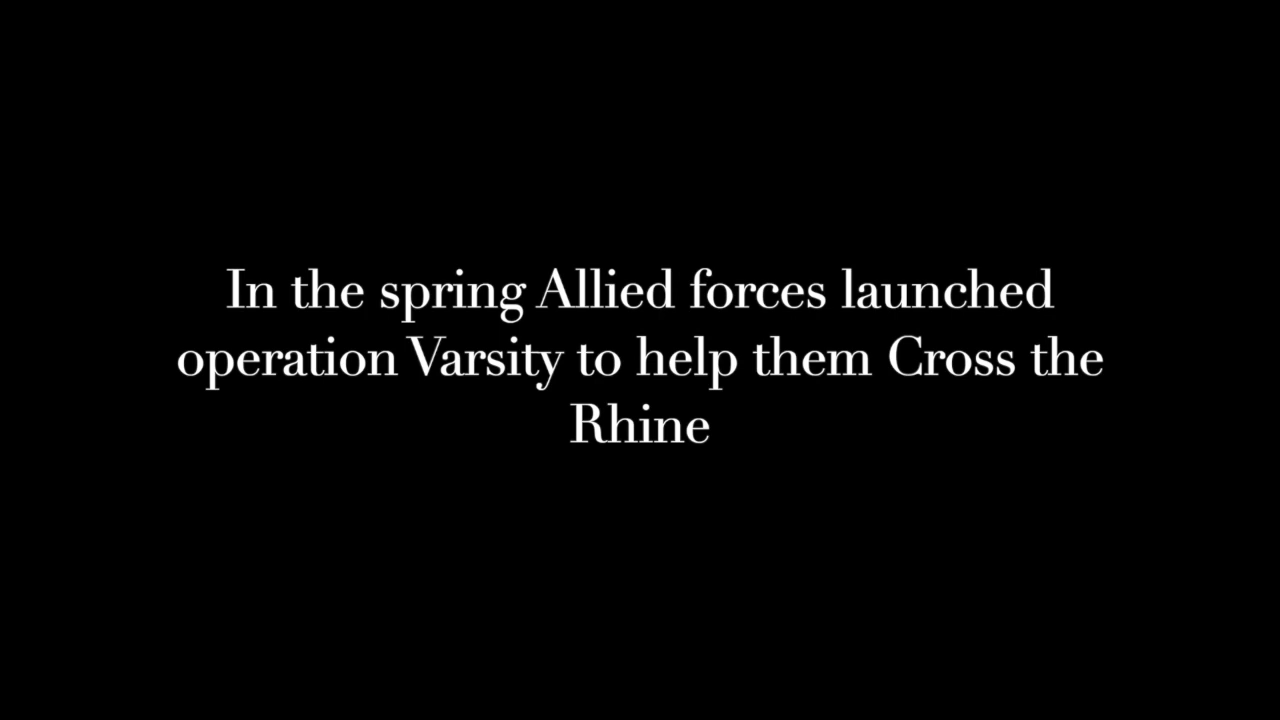 In the spring Allied forces launched
operation Varsity to help them Cross the
Rhine